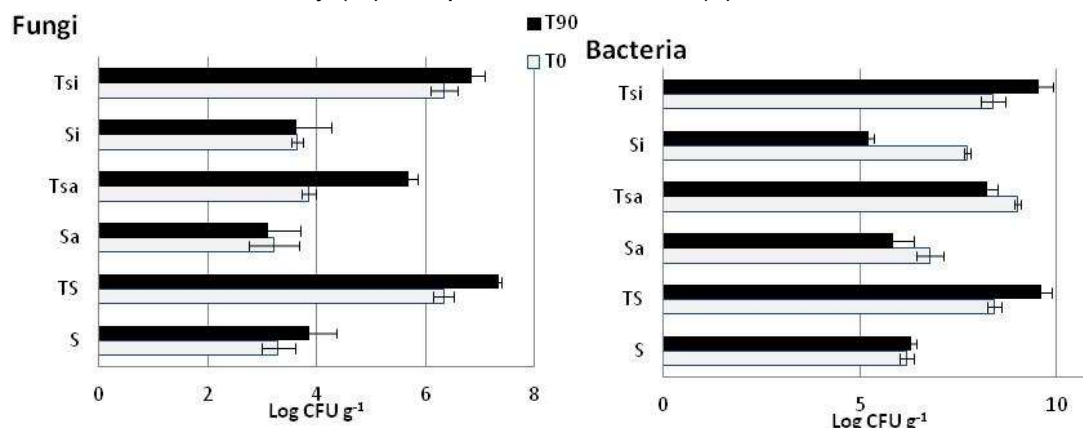 Fungi
T90
T0
Bacteria
Tsi
Si
Tsa
Sa
TS
S
0 2 4 6 8
Log CFU g⁻¹
Tsi
Si
Tsa
Sa
TS
S
0 5 10
Log CFU g⁻¹